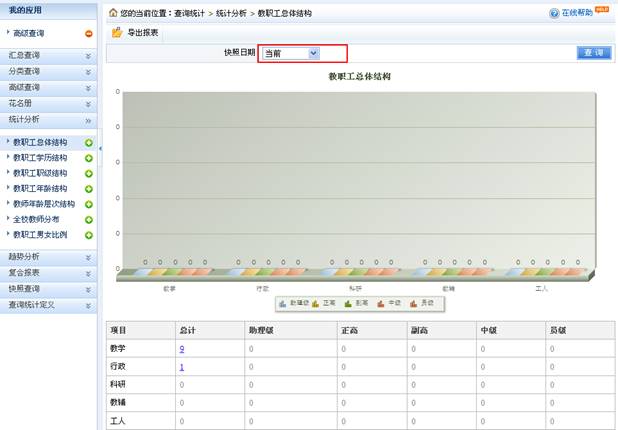 我的应用
高级查询
汇总查询
分类查询
高级查询
花名册
统计分析
教职工总体结构
教职工学历结构
教职工职级结构
教职工年龄结构
教师年龄层次结构
全校教师分布
教职工男女比例
趋势分析
复合报表
快照查询
查询统计定义
您的当前位置：查询统计 > 统计分析 > 教职工总体结构
在线帮助 HELP
导出报表
快照日期 当前 查 询
教职工总体结构
0
0
0
0
0
0
0 0 0 0 0 0 0 0 0 0 0 0 0 0 0 0 0 0 0 0 0 0 0 0 0
教学 行政 科研 教辅 工人
助理级 正高 副高 中级 员级
项目 总计 助理级 正高 副高 中级 员级
教学 9 0 0 0 0 0
行政 1 0 0 0 0 0
科研 0 0 0 0 0 0
教辅 0 0 0 0 0 0
工人 0 0 0 0 0 0